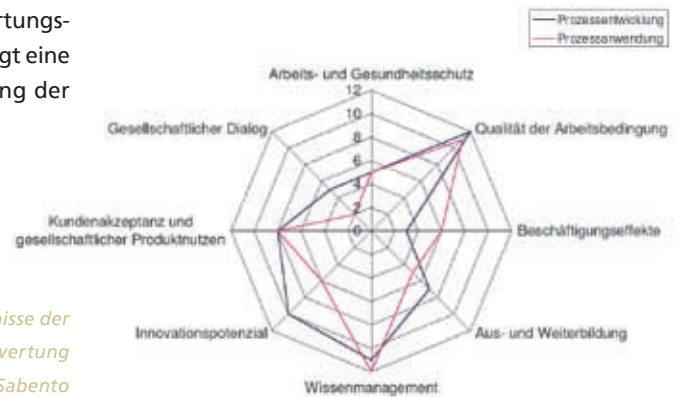 rtungs-
gt eine
ng der
nisse der
wertung
Sabento
Prozessentwicklung
Prozessanwendung
Arbeits- und Gesundheitsschutz
Qualität der Arbeitsbedingung
Beschäftigungseffekte
Aus- und Weiterbildung
Wissenmanagement
Innovationspotenzial
Kundenakzeptanz und
gesellschaftlicher Produktnutzen
Gesellschaftlicher Dialog
12
10
8
6
4
2
0